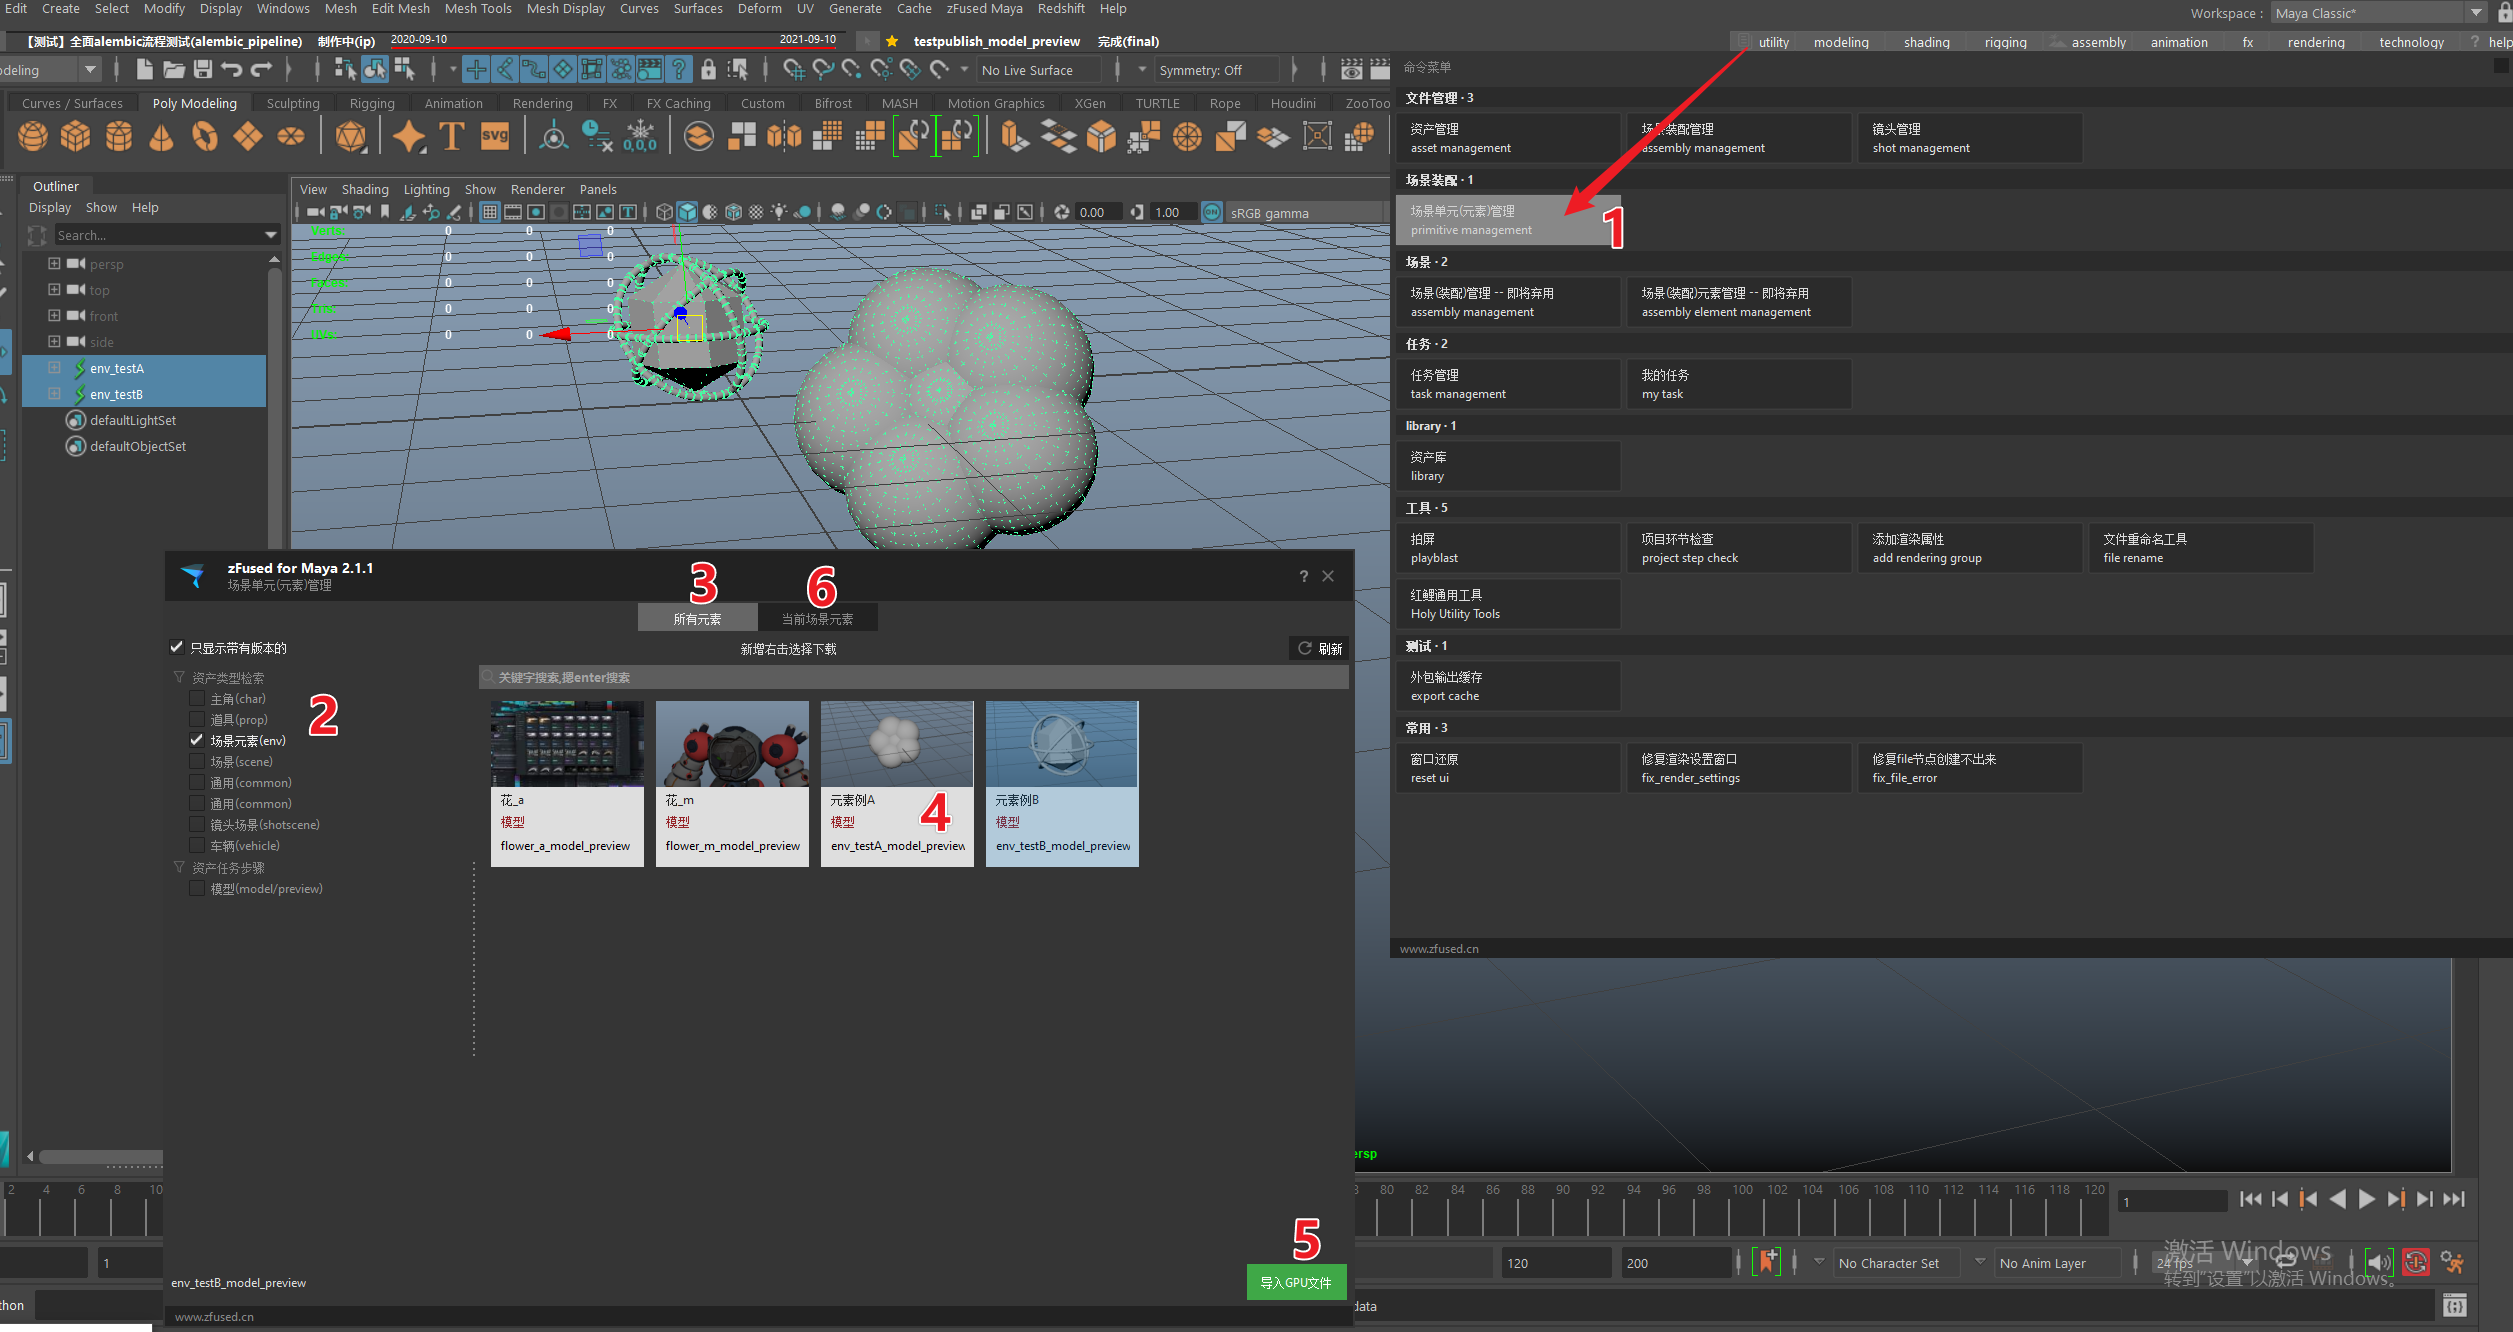 Edit Create Select Modify Display Windows Mesh Edit Mesh Mesh Tools Mesh Display Curves Surfaces Deform UV Generate Cache zFused Maya Redshift Help
Workspace : Maya Classic*
【测试】全面alembic流程测试(alembic_pipeline) 制作中(ip) 2020-09-10 2021-09-10 testpublish_model_preview 完成(final)
utility modeling shading rigging assembly animation fx rendering technology ? help
deling No Live Surface Symmetry: Off
Curves / Surfaces Poly Modeling Sculpting Rigging Animation Rendering FX FX Caching Custom Bifrost MASH Motion Graphics XGen TURTLE Rope Houdini ZooToo
T svg 0,0,0
Outliner
Display Show Help
Search...
persp
top
front
side
env_testA
env_testB
defaultLightSet
defaultObjectSet
View Shading Lighting Show Renderer Panels
0.00 1.00 ON sRGB gamma
Verts: 0 0 0
Edges: 0 0 0
Faces: 0 0 0
Tris: 0 0 0
UVs: 0 0 0
命令菜单
文件管理 · 3
资产管理
asset management
场景装配管理
assembly management
镜头管理
shot management
场景装配 · 1
场景单元(元素)管理
primitive management
1
场景 · 2
场景(装配)管理 -- 即将弃用
assembly management
场景(装配)元素管理 -- 即将弃用
assembly element management
任务 · 2
任务管理
task management
我的任务
my task
library · 1
资产库
library
工具 · 5
拍屏
playblast
项目环节检查
project step check
添加渲染属性
add rendering group
文件重命名工具
file rename
红鲤通用工具
Holy Utility Tools
测试 · 1
外包输出缓存
export cache
常用 · 3
窗口还原
reset ui
修复渲染设置窗口
fix_render_settings
修复file节点创建不出来
fix_file_error
www.zfused.cn
zFused for Maya 2.1.1
场景单元(元素)管理
? ×
3 6
所有元素 当前场景元素
只显示带有版本的
新增右击选择下载
刷新
资产类型检索
关键字搜索,摁enter搜索
主角(char)
2
道具(prop)
场景元素(env)
场景(scene)
通用(common)
通用(common)
镜头场景(shotscene)
车辆(vehicle)
资产任务步骤
模型(model/preview)
花_a
模型
flower_a_model_preview
花_m
模型
flower_m_model_preview
元素例A
模型
4
env_testA_model_preview
元素例B
模型
env_testB_model_preview
5
env_testB_model_preview
导入GPU文件
www.zfused.cn
ersp
2 4 6 8 10
80 82 84 86 88 90 92 94 96 98 100 102 104 106 108 110 112 114 116 118 120
1
1 120 200 No Character Set No Anim Layer 24 fps
激活 Windows
转到"设置"以激活 Windows。
thon
data